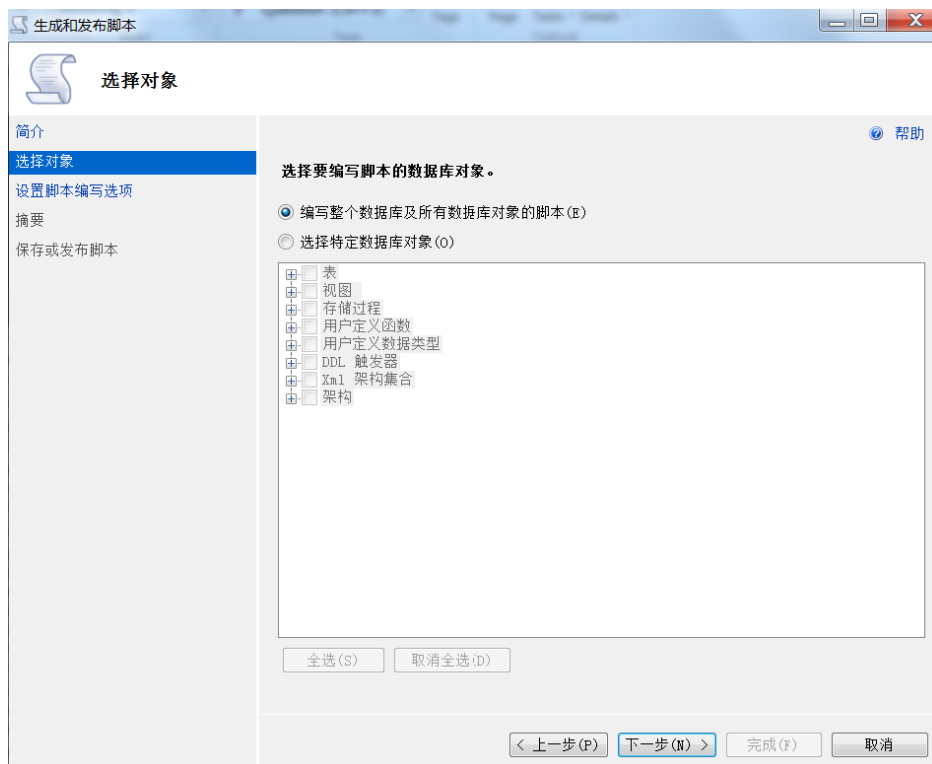 生成和发布脚本
选择对象
简介
选择对象
设置脚本编写选项
摘要
保存或发布脚本
帮助
选择要编写脚本的数据库对象。
编写整个数据库及所有数据库对象的脚本(E)
选择特定数据库对象(O)
表
视图
存储过程
用户定义函数
用户定义数据类型
DDL 触发器
Xml 架构集合
架构
全选(S) 取消全选(D)
< 上一步(P) 下一步(N) > 完成(F) 取消